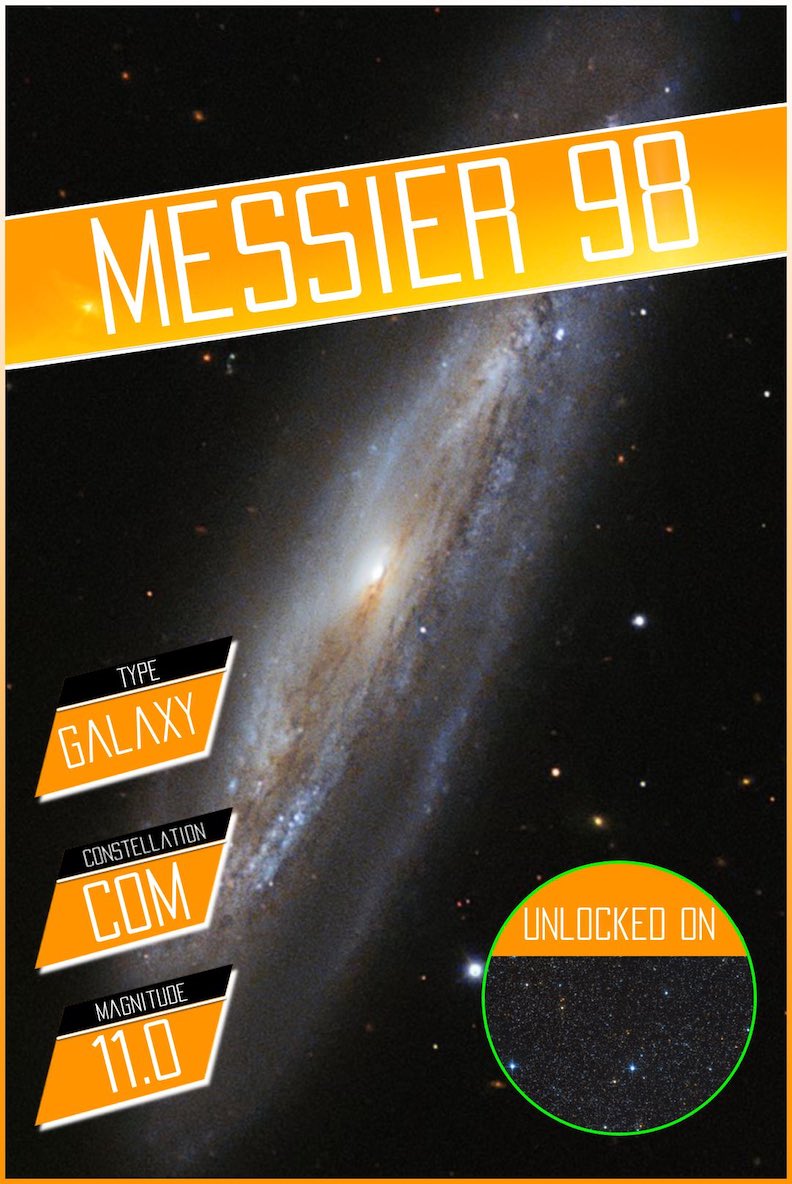 MESSIER 98
TYPE
GALAXY
CONSTELLATION
COM
MAGNITUDE
11.0
UNLOCKED ON